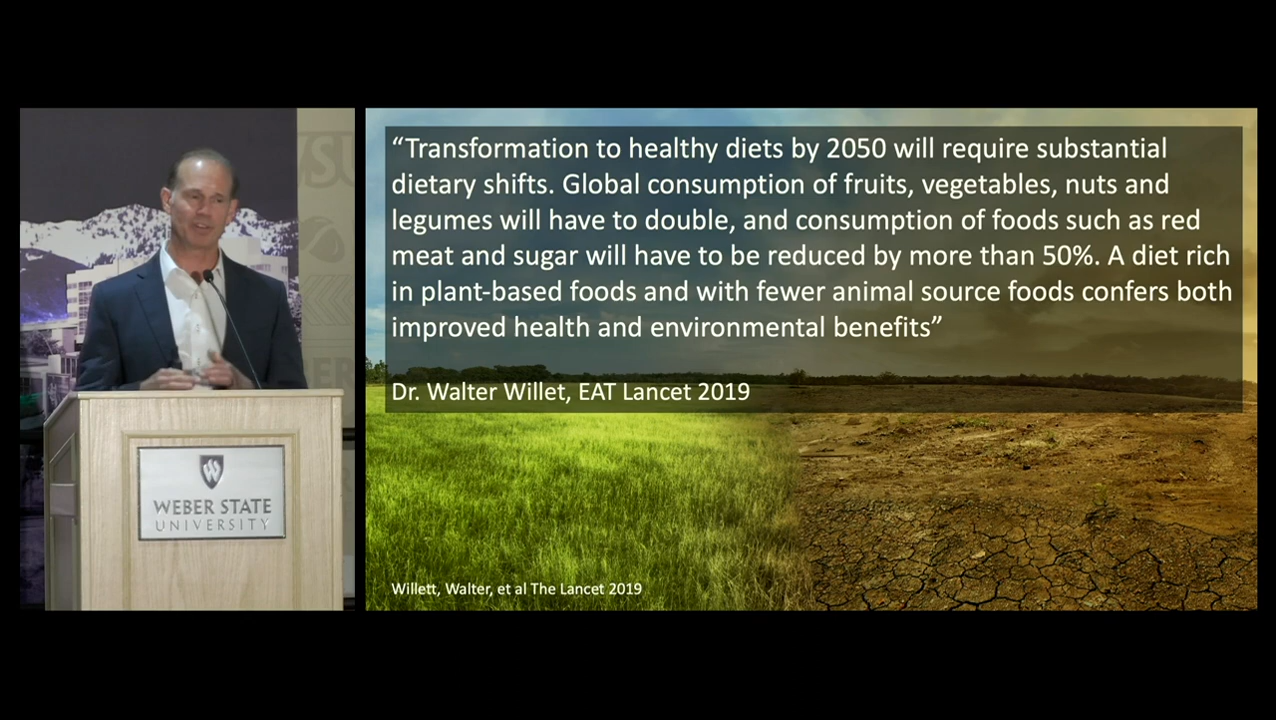 “Transformation to healthy diets by 2050 will require substantial
dietary shifts. Global consumption of fruits, vegetables, nuts and
legumes will have to double, and consumption of foods such as red
meat and sugar will have to be reduced by more than 50%. A diet rich
in plant-based foods and with fewer animal source foods confers both
improved health and environmental benefits”
Dr. Walter Willet, EAT Lancet 2019
Willett, Walter, et al The Lancet 2019
WEBER STATE
UNIVERSITY